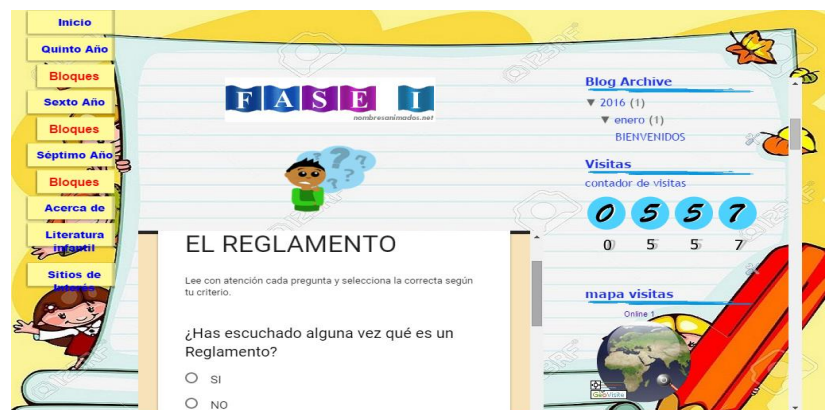 Inicio
Quinto Año
Bloques
Sexto Año
Bloques
Séptimo Año
Bloques
Acerca de
Literatura
infantil
Sitios de
Interés
FASE I
nombresanimados.net
EL REGLAMENTO
Lee con atención cada pregunta y selecciona la correcta según
tu criterio.
¿Has escuchado alguna vez qué es un
Reglamento?
SI
NO
Blog Archive
▼ 2016 (1)
▼ enero (1)
BIENVENIDOS
Visitas
contador de visitas
0 5 5 7
0 5 5 7
mapa visitas
Online 1
GeoVisite